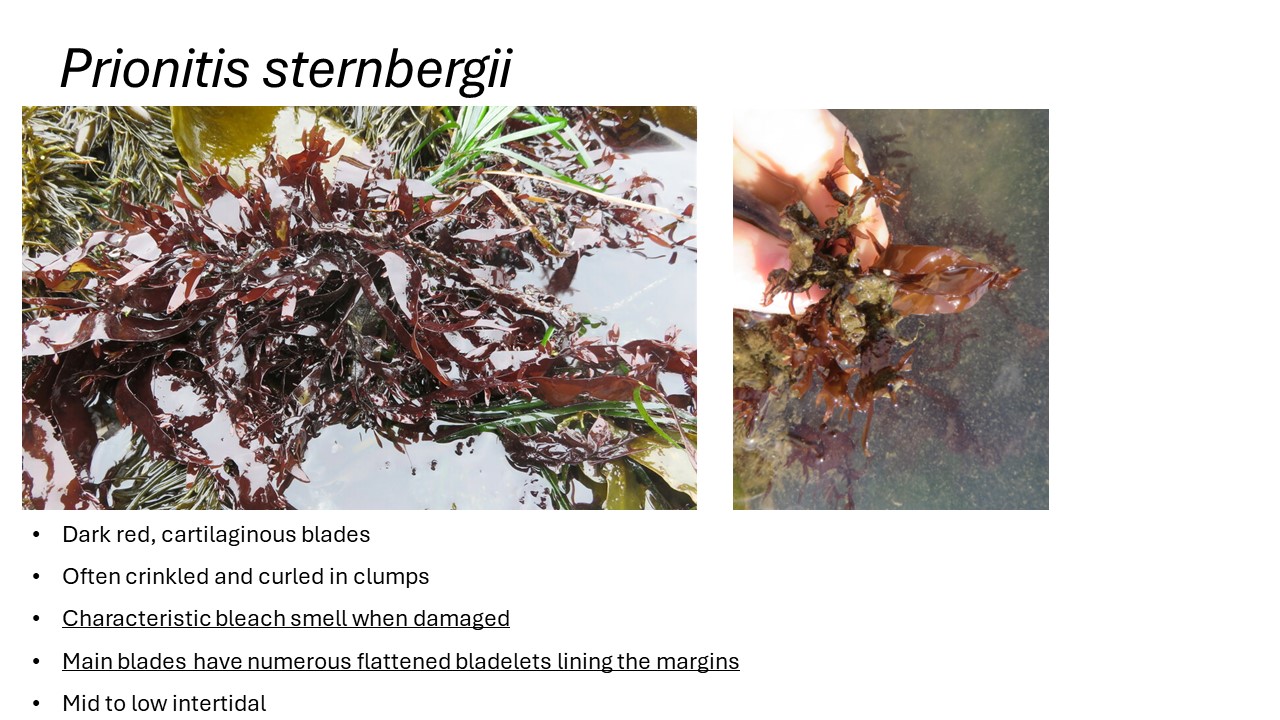 Prionitis sternbergii
• Dark red, cartilaginous blades
• Often crinkled and curled in clumps
• Characteristic bleach smell when damaged
• Main blades have numerous flattened bladelets lining the margins
• Mid to low intertidal